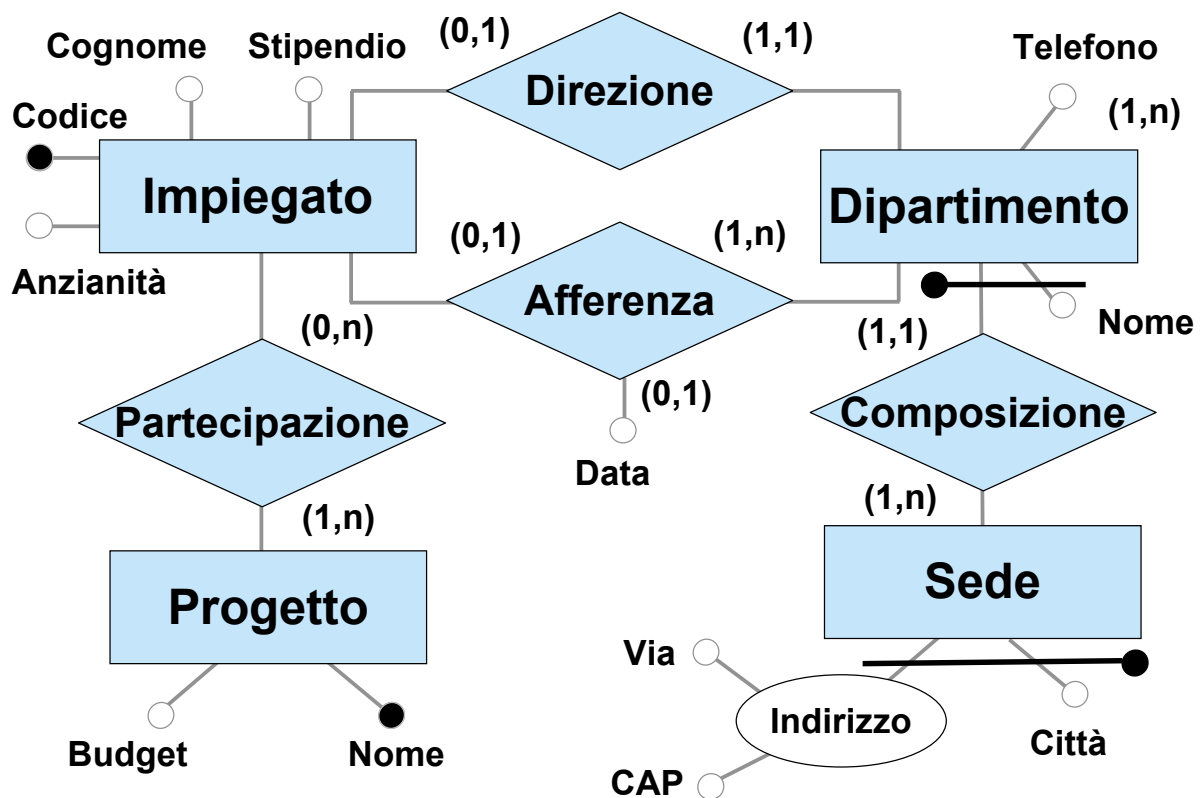 (0,1)
(1,1)
Cognome
Stipendio
Telefono
Direzione
Codice
(1,n)
Impiegato
Dipartimento
(0,1)
(1,n)
Anzianità
Afferenza
(0,n)
(1,1)
Nome
(0,1)
Partecipazione
Composizione
Data
(1,n)
(1,n)
Progetto
Sede
Via
Indirizzo
Budget
Nome
Città
CAP